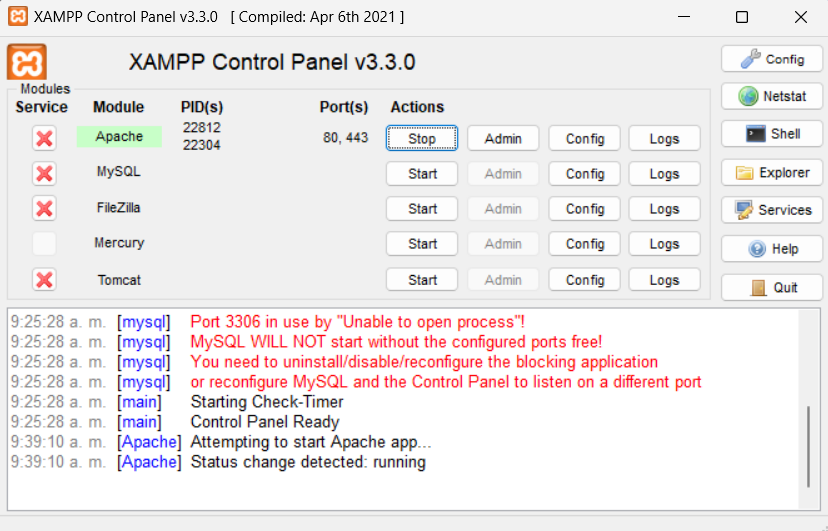 XAMPP Control Panel v3.3.0 [ Compiled: Apr 6th 2021 ]
XAMPP Control Panel v3.3.0
Config
Modules
Service Module PID(s) Port(s) Actions
Netstat
Apache 22812 22304 80, 443 Stop Admin Config Logs
Shell
MySQL Start Admin Config Logs
Explorer
FileZilla Start Admin Config Logs
Services
Mercury Start Admin Config Logs
Help
Tomcat Start Admin Config Logs
Quit
9:25:28 a. m. [mysql] Port 3306 in use by "Unable to open process"!
9:25:28 a. m. [mysql] MySQL WILL NOT start without the configured ports free!
9:25:28 a. m. [mysql] You need to uninstall/disable/reconfigure the blocking application
9:25:28 a. m. [mysql] or reconfigure MySQL and the Control Panel to listen on a different port
9:25:28 a. m. [main] Starting Check-Timer
9:25:28 a. m. [main] Control Panel Ready
9:39:10 a. m. [Apache] Attempting to start Apache app...
9:39:10 a. m. [Apache] Status change detected: running